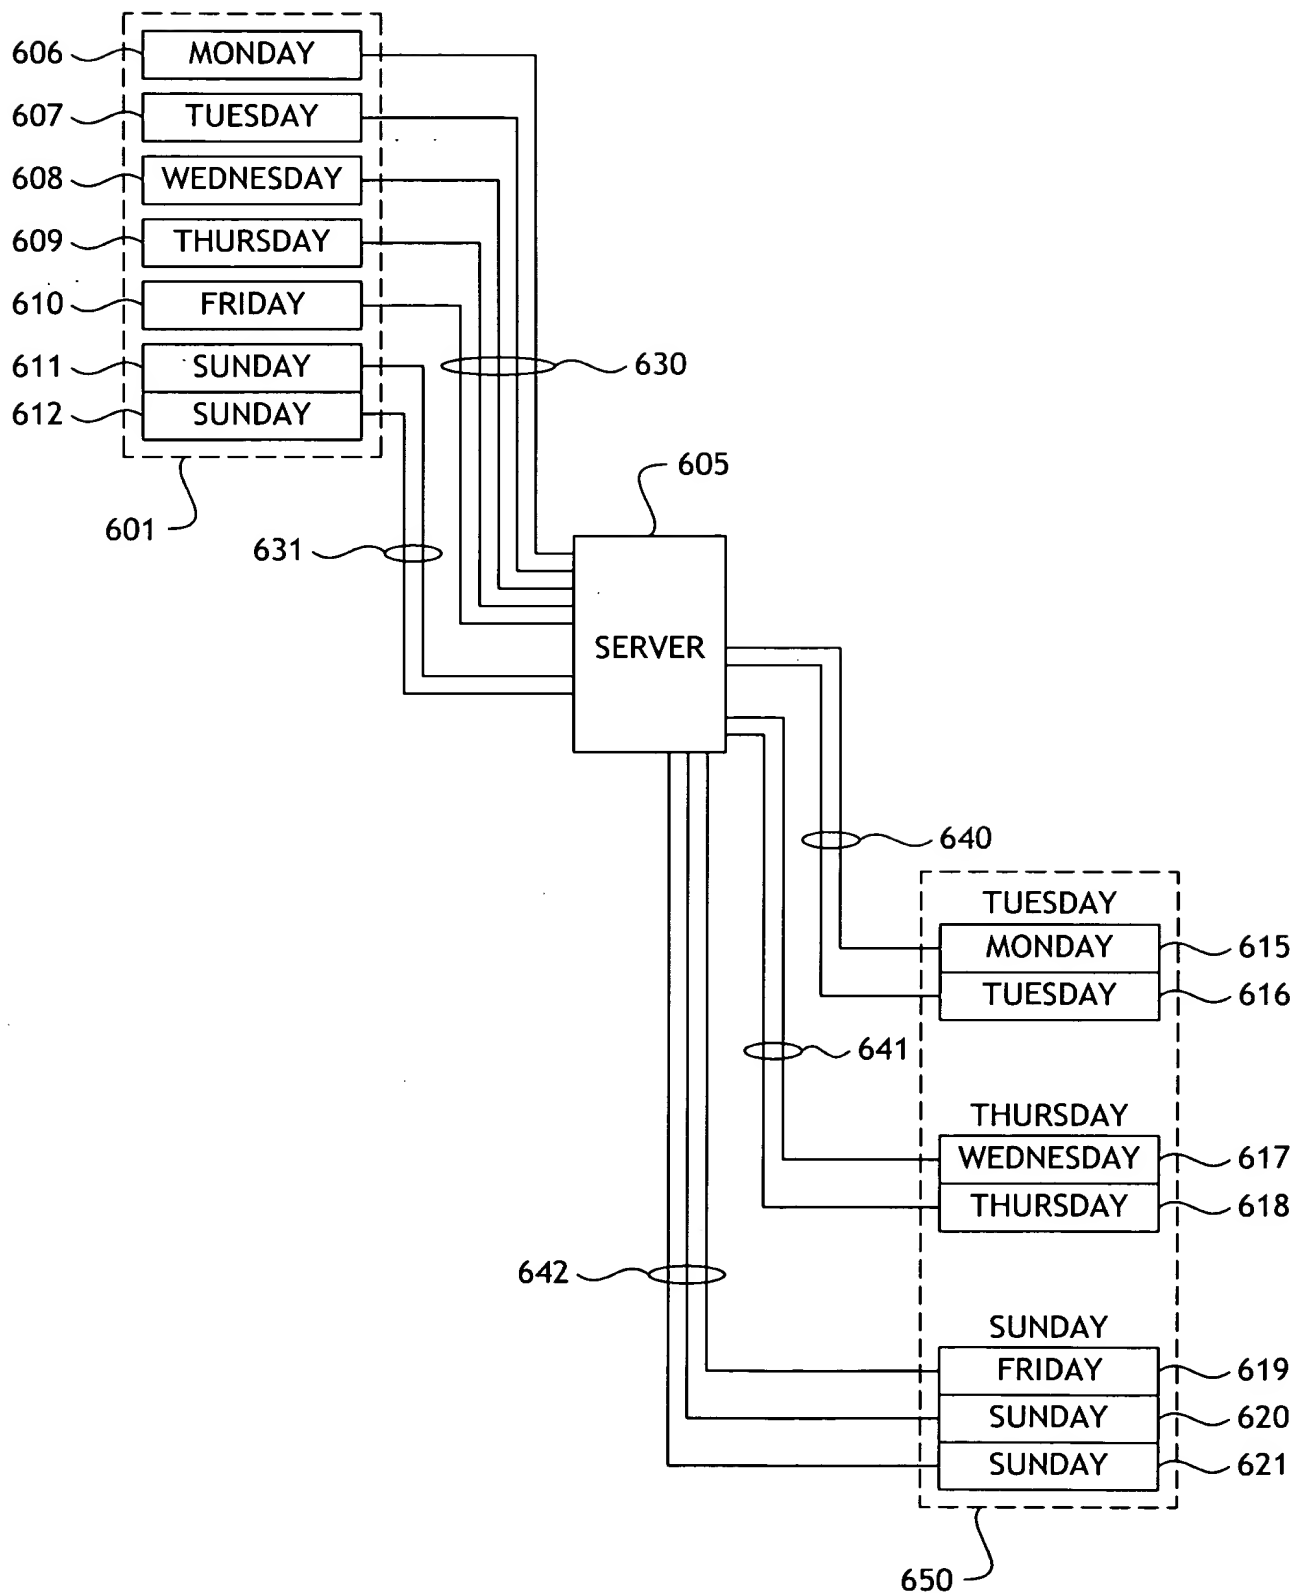 606 MONDAY
607 TUESDAY
608 WEDNESDAY
609 THURSDAY
610 FRIDAY
630
611 SUNDAY
612 SUNDAY
605
601
631
SERVER
640
TUESDAY
MONDAY 615
TUESDAY 616
641
THURSDAY
WEDNESDAY 617
THURSDAY 618
642
SUNDAY
FRIDAY 619
SUNDAY 620
SUNDAY 621
650